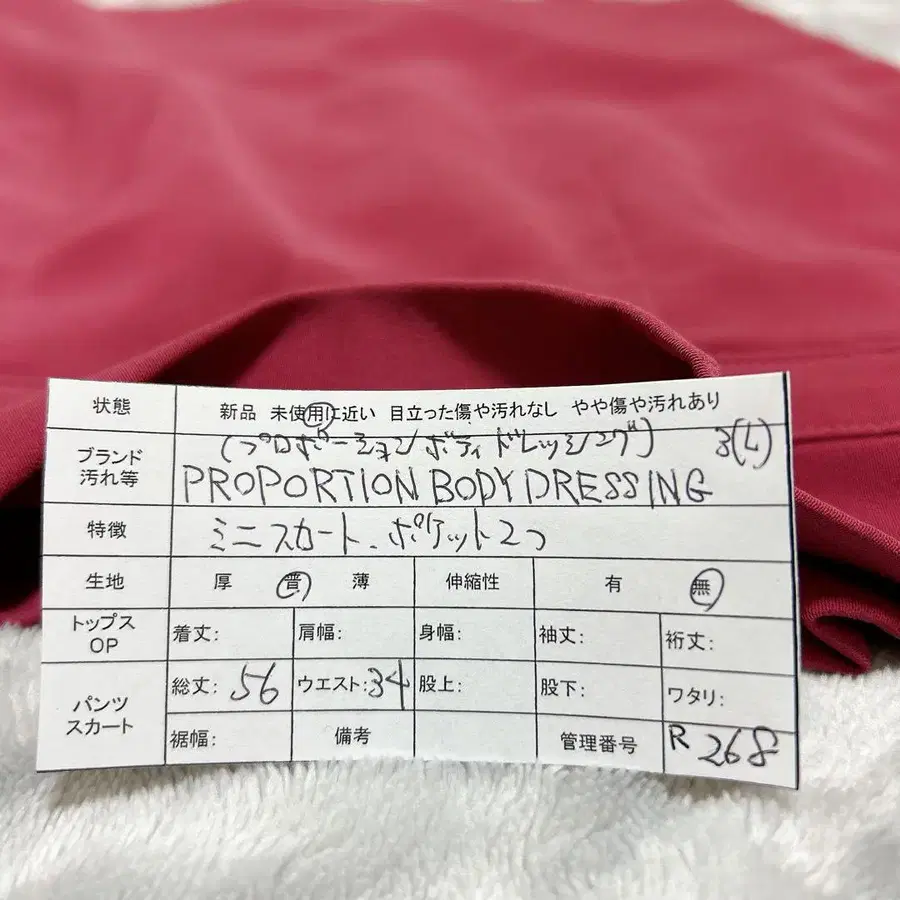 状態 新品 未使用に近い 目立った傷や汚れなし やや傷や汚れあり
(プロポーションボディドレッシング) 3(L)
ブランド
汚れ等 PROPORTION BODY DRESSING
特徴 ミニスカート、ポケット2つ
生地 厚 普 薄 伸縮性 有 無
トップス
OP 着丈: 肩幅: 身幅: 袖丈: 裄丈:
パンツ
スカート 総丈: 56 ウエスト: 34 股上: 股下: ワタリ:
裾幅: 備考 管理番号 R 268